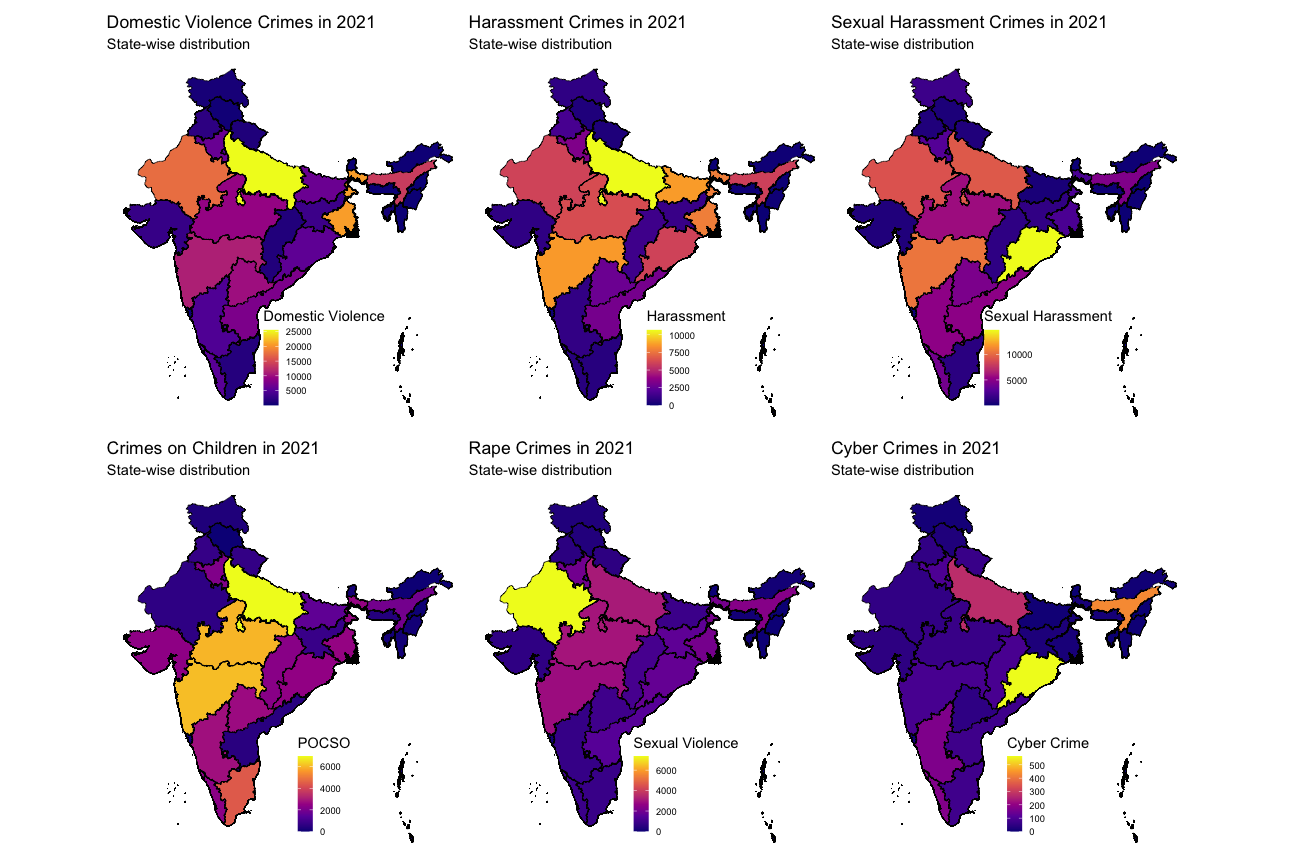 Domestic Violence Crimes in 2021
State-wise distribution
Domestic Violence
25000
20000
15000
10000
5000
Harassment Crimes in 2021
State-wise distribution
Harassment
10000
7500
5000
2500
0
Sexual Harassment Crimes in 2021
State-wise distribution
Sexual Harassment
10000
5000
Crimes on Children in 2021
State-wise distribution
POCSO
6000
4000
2000
0
Rape Crimes in 2021
State-wise distribution
Sexual Violence
6000
4000
2000
0
Cyber Crimes in 2021
State-wise distribution
Cyber Crime
500
400
300
200
100
0